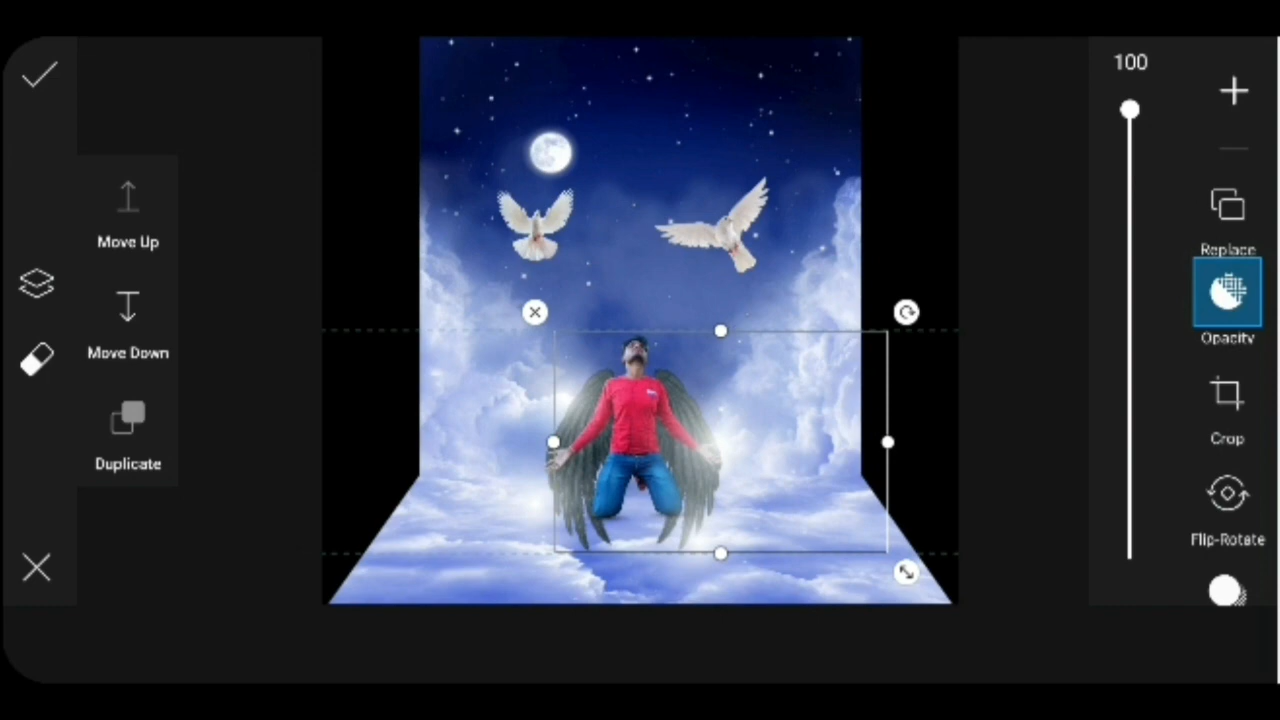 100
Move Up
Replace
Move Down
Opacity
Crop
Duplicate
Flip-Rotate